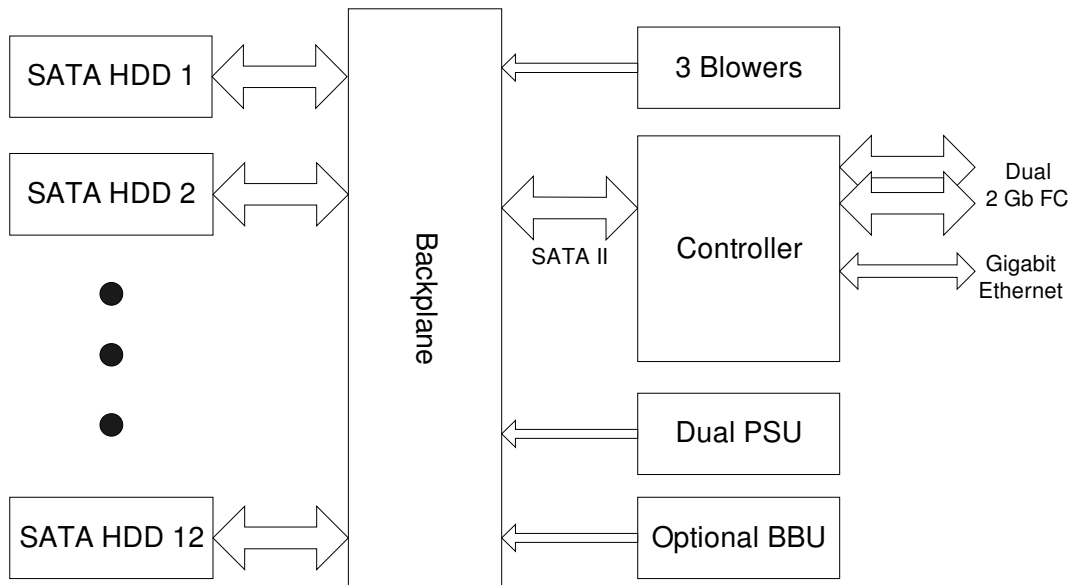 SATA HDD 1
SATA HDD 2
SATA HDD 12
Backplane
SATA II
3 Blowers
Controller
Dual PSU
Optional BBU
Dual
2 Gb FC
Gigabit
Ethernet